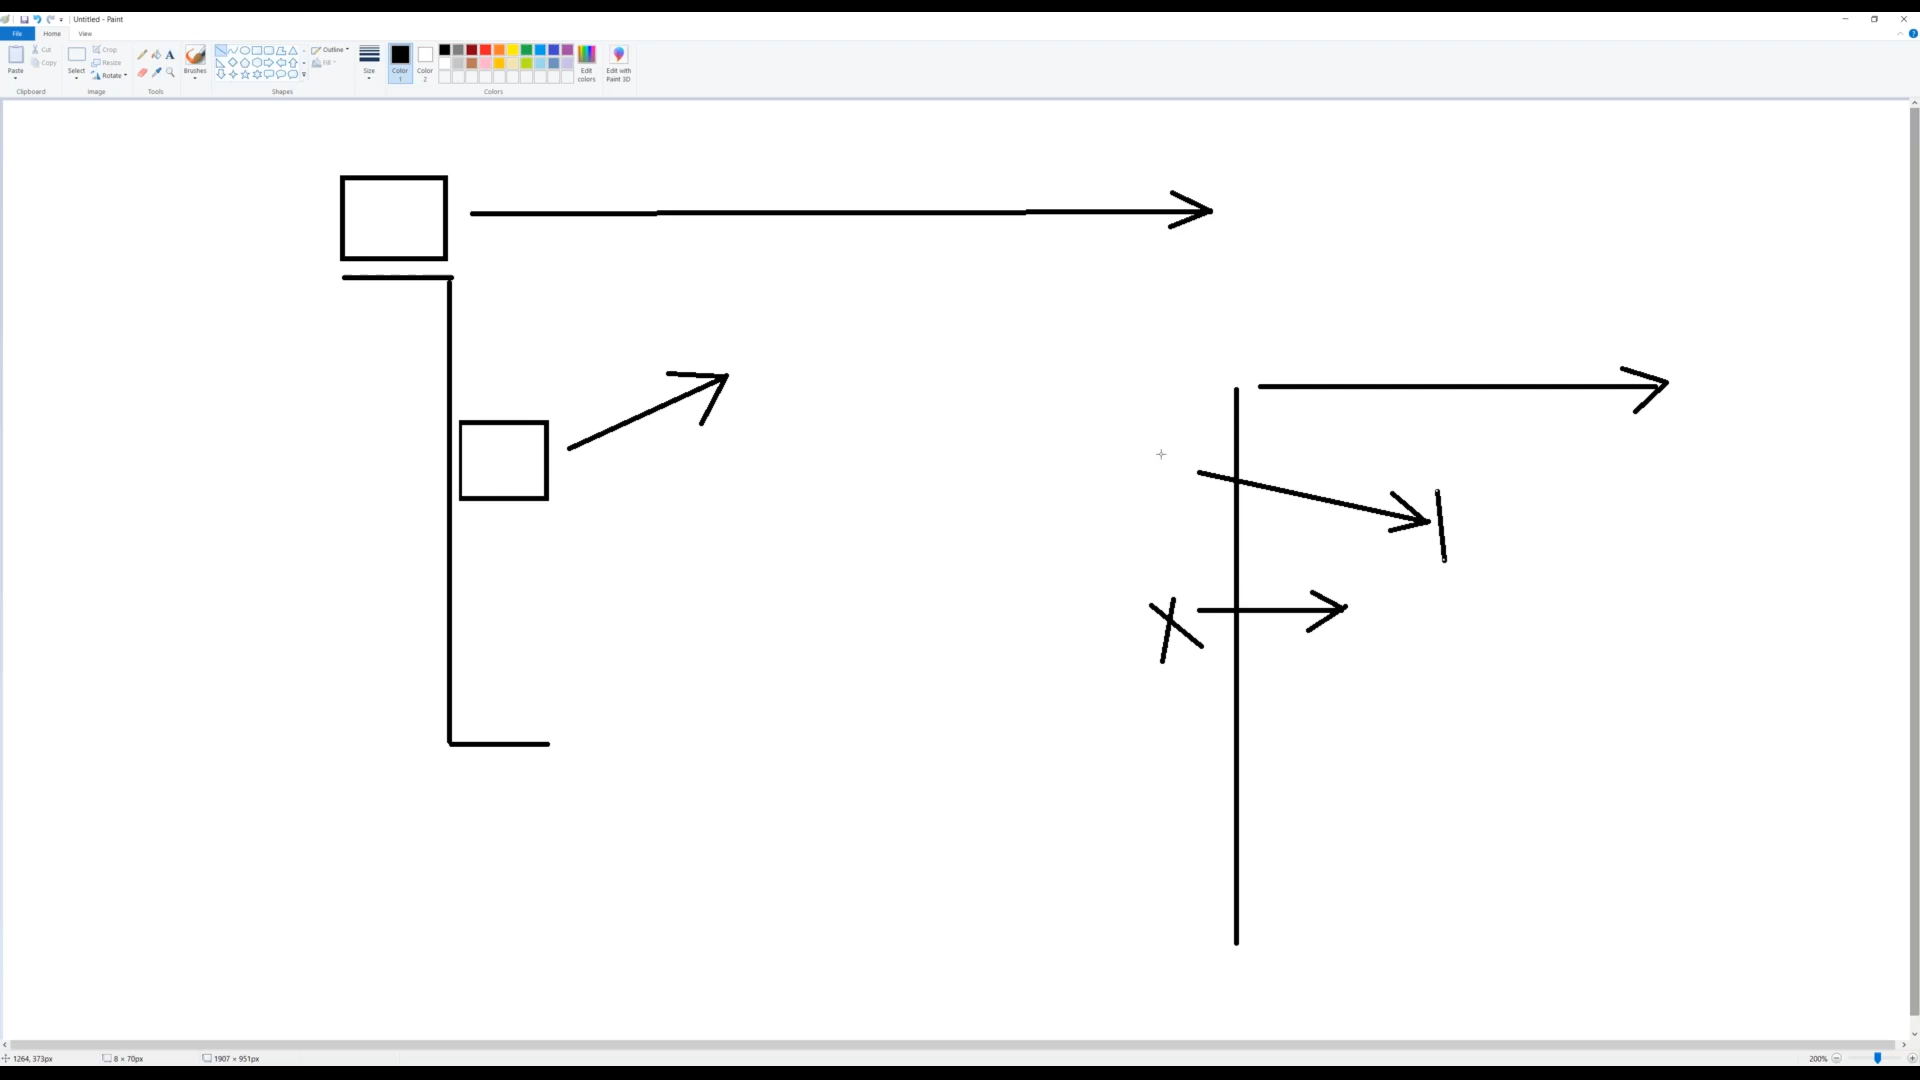 Untitled - Paint
File Home View
Paste
Cut
Copy
Clipboard
Select
Crop
Resize
Rotate
Image
Tools
Brushes
Outline
Fill
Shapes
Size
Color 1
Color 2
Edit colors
Colors
Edit with Paint 3D
1264, 373px
8 × 70px
1907 × 951px
200%